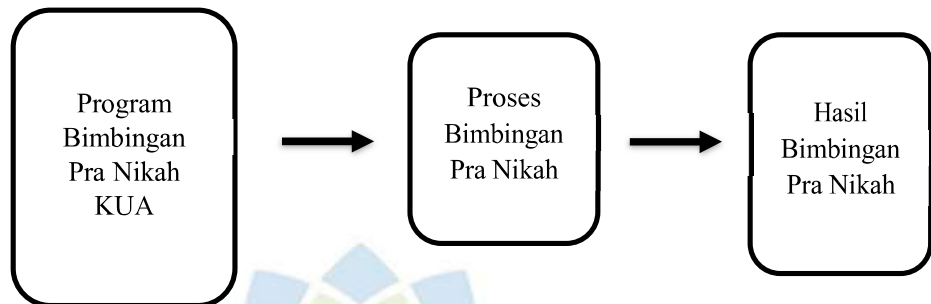 Program
Bimbingan
Pra Nikah
KUA
Proses
Bimbingan
Pra Nikah
Hasil
Bimbingan
Pra Nikah